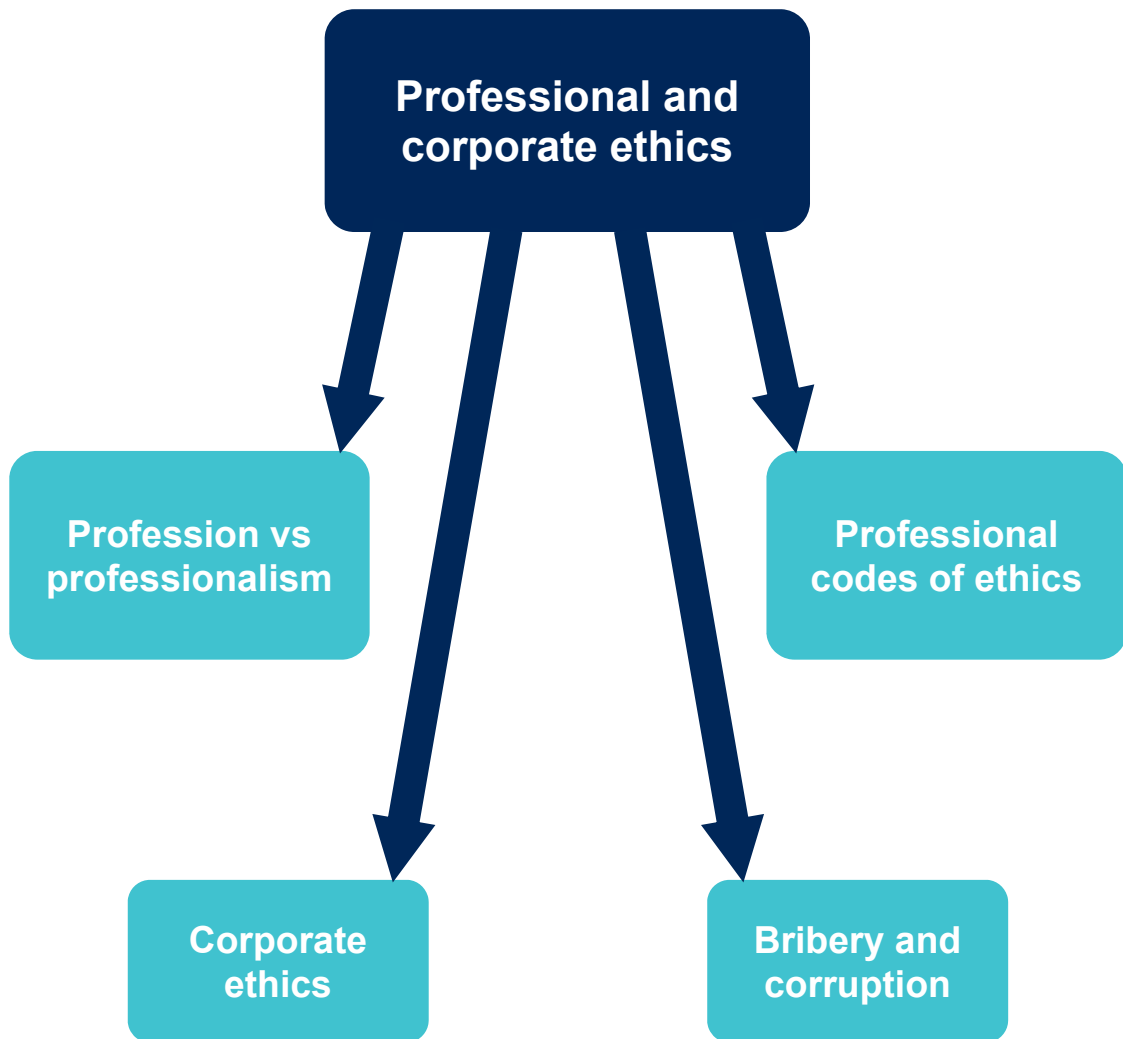 Professional and
corporate ethics
Profession vs
professionalism
Professional
codes of ethics
Corporate
ethics
Bribery and
corruption